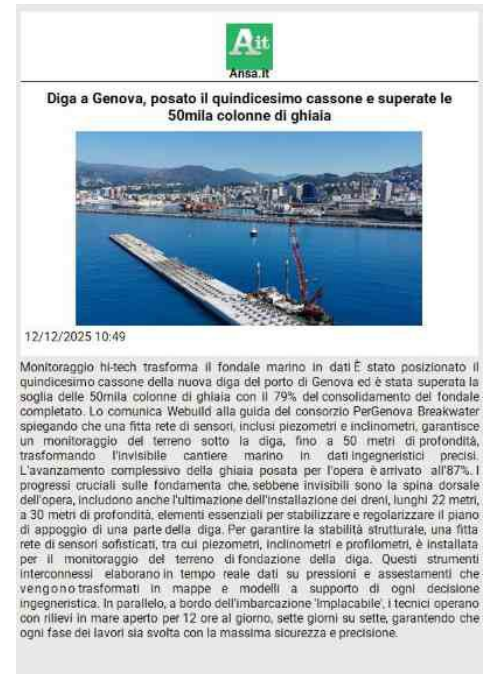 Ait
Ansa.it
Diga a Genova, posato il quindicesimo cassone e superate le
50mila colonne di ghiaia
12/12/2025 10:49
Monitoraggio hi-tech trasforma il fondale marino in dati È stato posizionato il
quindicesimo cassone della nuova diga del porto di Genova ed è stata superata la
soglia delle 50mila colonne di ghiaia con il 79% del consolidamento del fondale
completato. Lo comunica Webuild alla guida del consorzio PerGenova Breakwater
spiegando che una fitta rete di sensori, inclusi piezometri e inclinometri, garantisce
un monitoraggio del terreno sotto la diga, fino a 50 metri di profondità,
trasformando l'invisibile cantiere marino in dati ingegneristici precisi.
L'avanzamento complessivo della ghiaia posata per l'opera è arrivato all'87%. I
progressi cruciali sulle fondamenta che, sebbene invisibili sono la spina dorsale
dell'opera, includono anche l'ultimazione dell'installazione dei dreni, lunghi 22 metri,
a 30 metri di profondità, elementi essenziali per stabilizzare e regolarizzare il piano
di appoggio di una parte della diga. Per garantire la stabilità strutturale, una fitta
rete di sensori sofisticati, tra cui piezometri, inclinometri e profilometri, è installata
per il monitoraggio del terreno di fondazione della diga. Questi strumenti
interconnessi elaborano in tempo reale dati su pressioni e assestamenti che
vengono trasformati in mappe e modelli a supporto di ogni decisione
ingegneristica. In parallelo, a bordo dell'imbarcazione 'Implacabile', i tecnici operano
con rilievi in mare aperto per 12 ore al giorno, sette giorni su sette, garantendo che
ogni fase dei lavori sia svolta con la massima sicurezza e precisione.